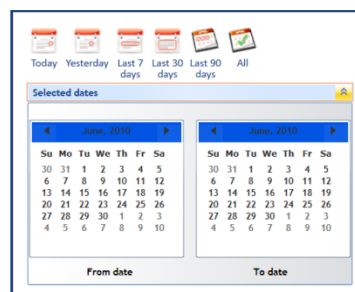 Today Yesterday Last 7 days Last 30 days Last 90 days All
Selected dates
June, 2010 June, 2010
Su Mo Tu We Th Fr Sa Su Mo Tu We Th Fr Sa
30 31 1 2 3 4 5 30 31 1 2 3 4 5
6 7 8 9 10 11 12 6 7 8 9 10 11 12
13 14 15 16 17 18 19 13 14 15 16 17 18 19
20 21 22 23 24 25 26 20 21 22 23 24 25 26
27 28 29 30 1 2 3 27 28 29 30 1 2 3
4 5 6 7 8 9 10 4 5 6 7 8 9 10
From date To date